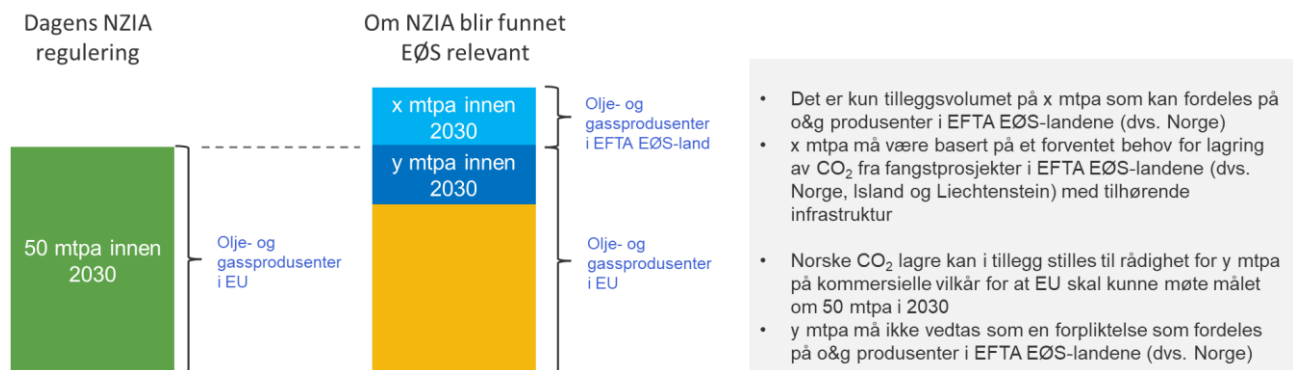 Dagens NZIA
regulering
Om NZIA blir funnet
EØS relevant
50 mtpa innen
2030
Olje- og
gassprodusenter
i EU
x mtpa innen
2030
y mtpa innen
2030
Olje- og
gassprodusenter
i EFTA EØS-land
Olje- og
gassprodusenter
i EU
• Det er kun tilleggsvolumet på x mtpa som kan fordeles på
o&g produsenter i EFTA EØS-landene (dvs. Norge)
• x mtpa må være basert på et forventet behov for lagring
av CO₂ fra fangstprosjekter i EFTA EØS-landene (dvs.
Norge, Island og Liechtenstein) med tilhørende
infrastruktur
• Norske CO₂ lagre kan i tillegg stilles til rådighet for y mtpa
på kommersielle vilkår for at EU skal kunne møte målet
om 50 mtpa i 2030
• y mtpa må ikke vedtas som en forpliktelse som fordeles
på o&g produsenter i EFTA EØS-landene (dvs. Norge)